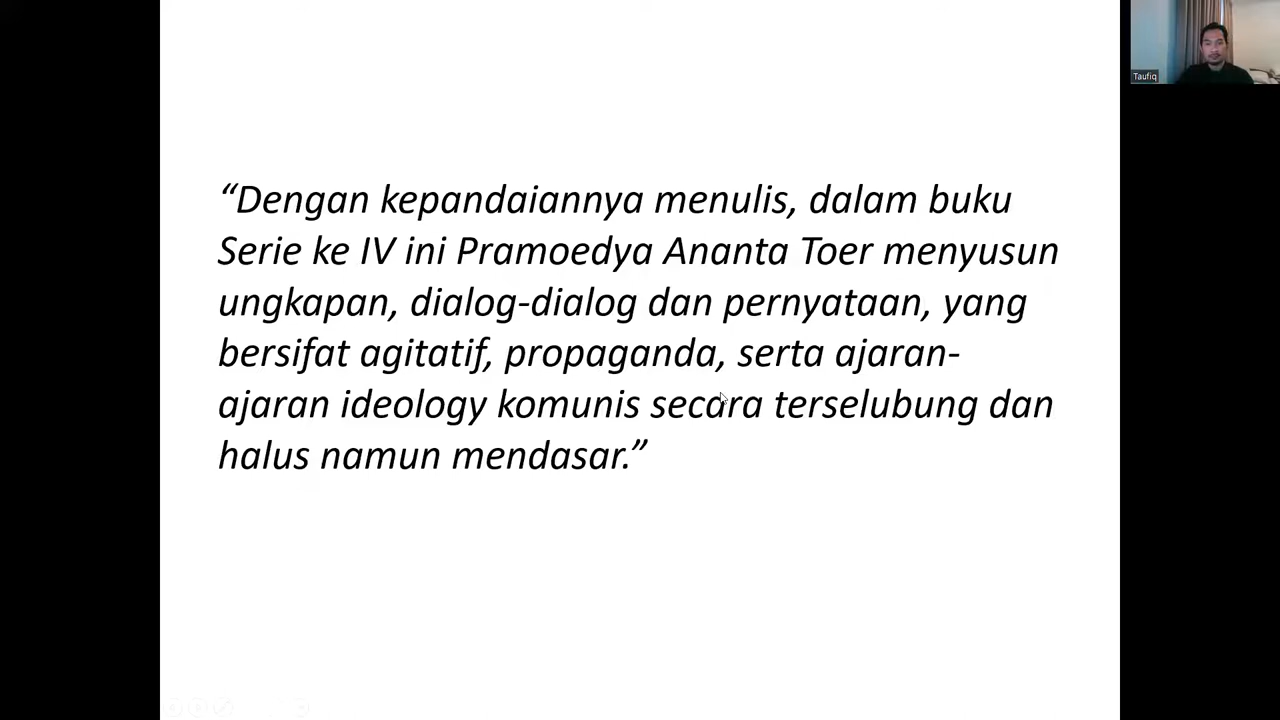 “Dengan kepandaiannya menulis, dalam buku
Serie ke IV ini Pramoedya Ananta Toer menyusun
ungkapan, dialog-dialog dan pernyataan, yang
bersifat agitatif, propaganda, serta ajaran-
ajaran ideology komunis secara terselubung dan
halus namun mendasar.”
Taufiq